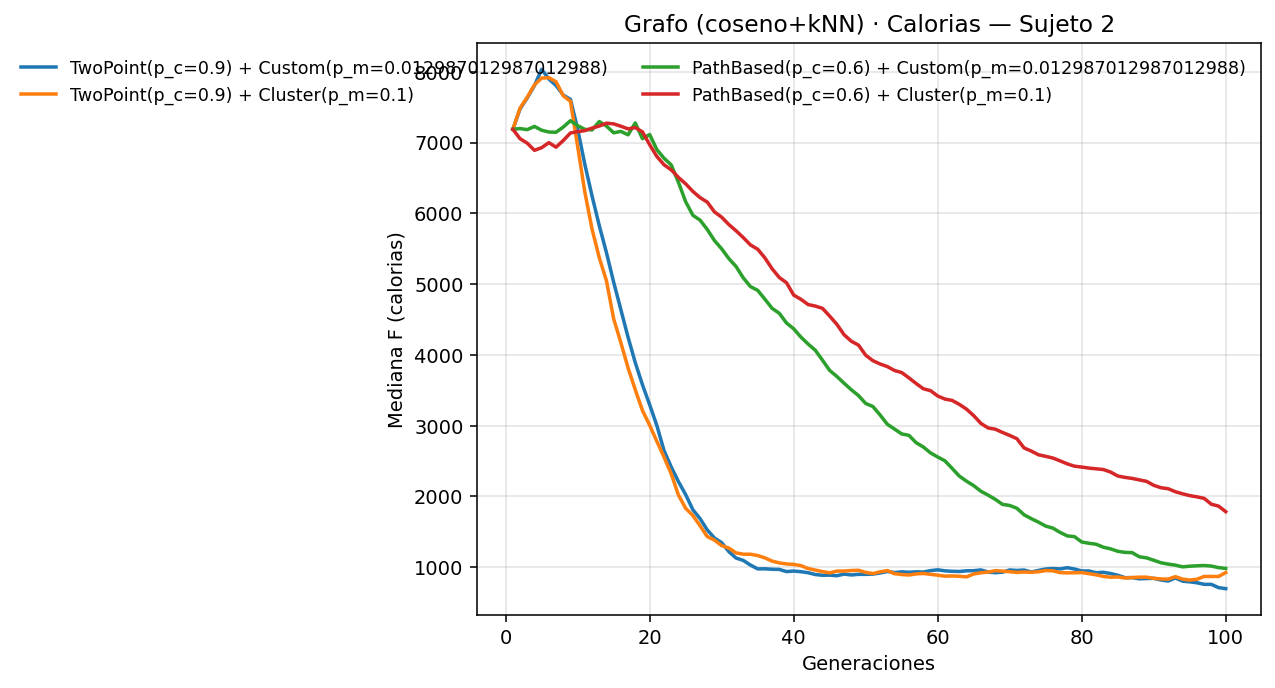 Grafo (coseno+kNN) · Calorias — Sujeto 2
TwoPoint(p_c=0.9) + Custom(p_m=0.012987012987012988)
TwoPoint(p_c=0.9) + Cluster(p_m=0.1)
PathBased(p_c=0.6) + Custom(p_m=0.012987012987012988)
PathBased(p_c=0.6) + Cluster(p_m=0.1)
8000
7000
6000
5000
4000
3000
2000
1000
Mediana F (calorias)
0 20 40 60 80 100
Generaciones